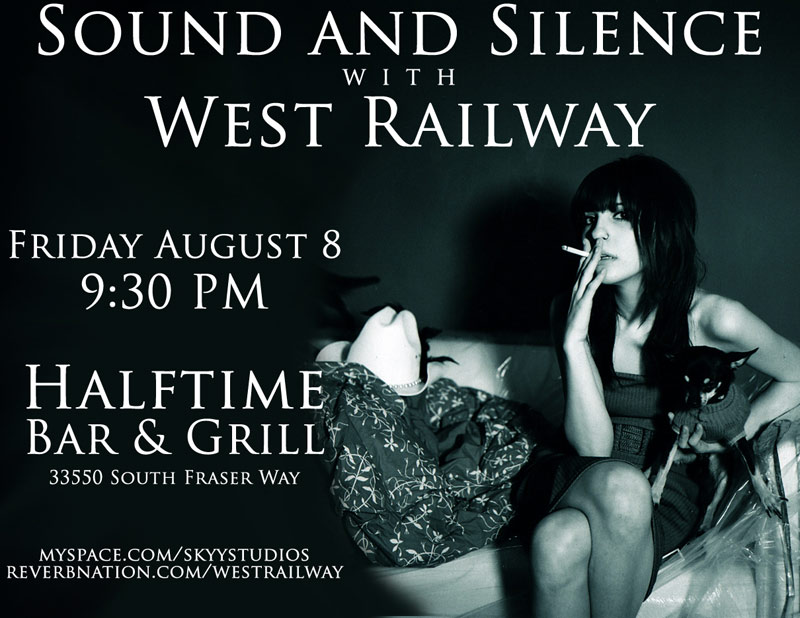 Sound and Silence
with
West Railway
Friday August 8
9:30 PM
Halftime
Bar & Grill
33550 South Fraser Way
myspace.com/skyystudios
reverbnation.com/westrailway